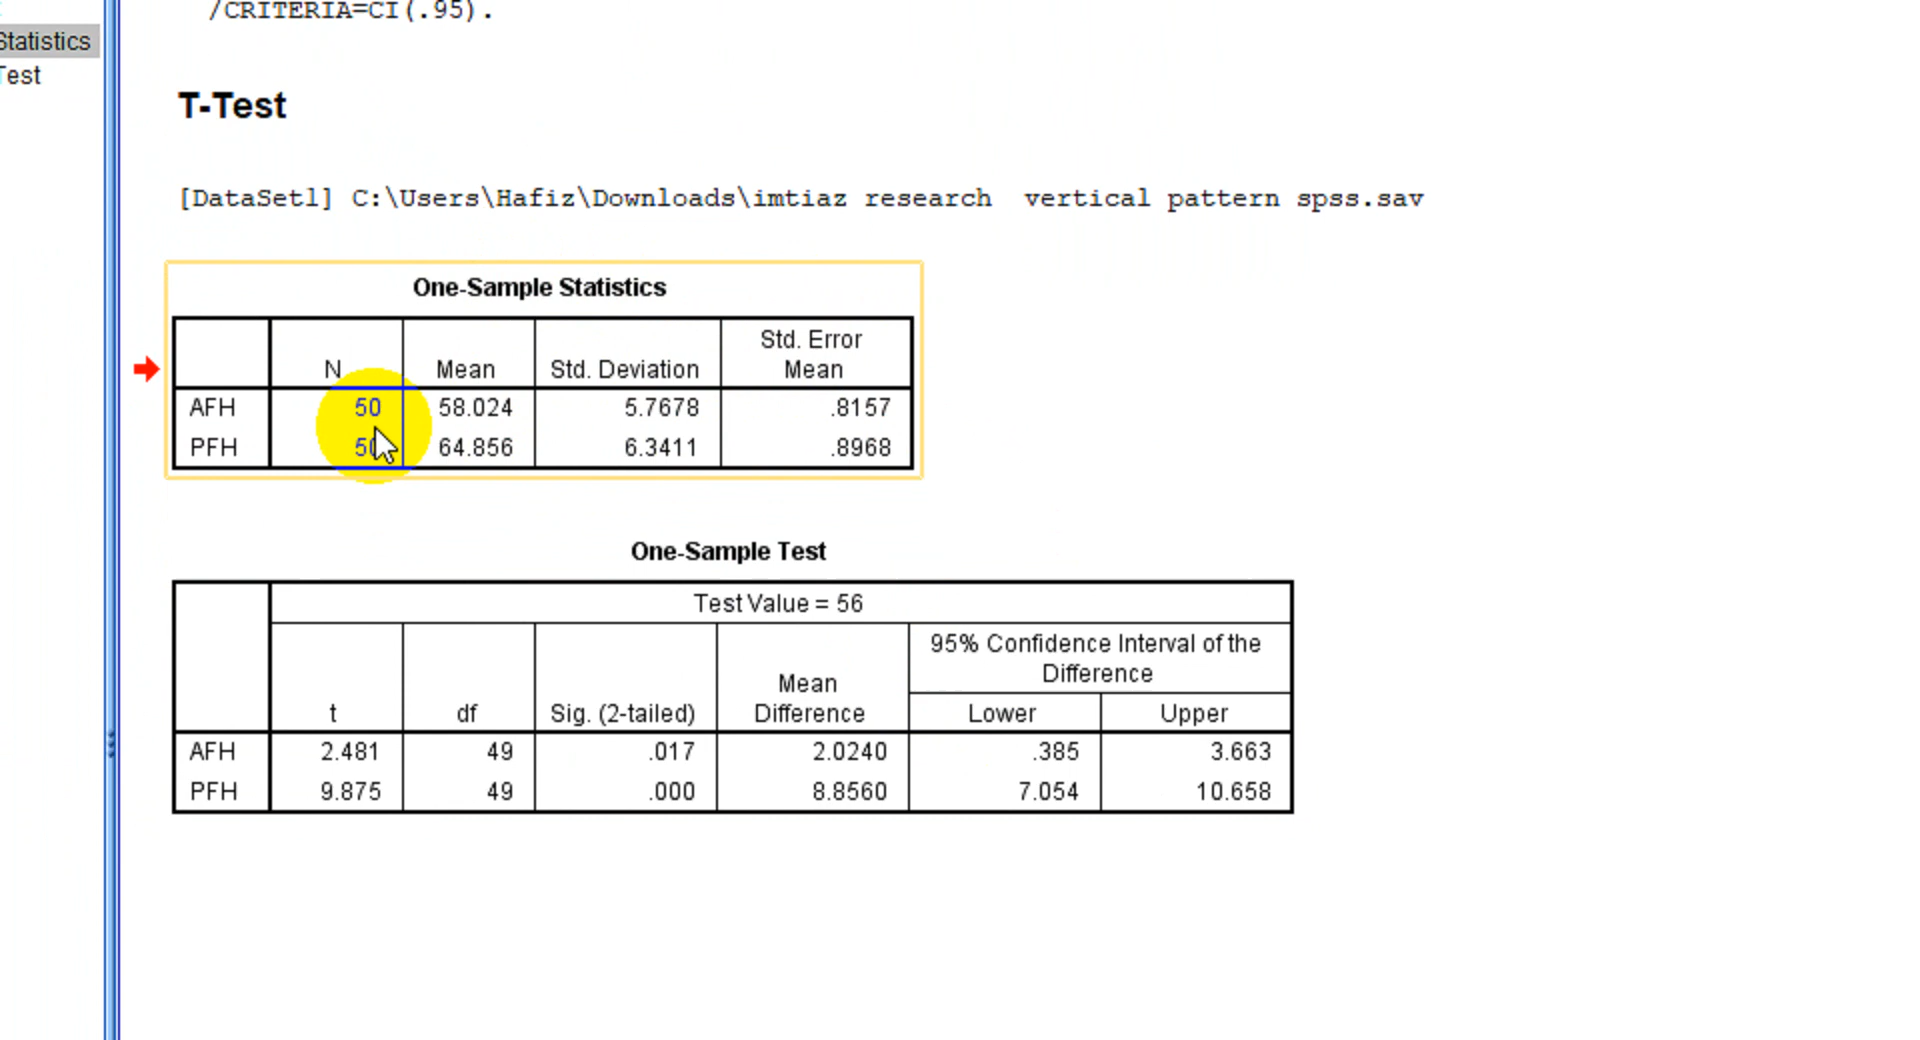 /CRITERIA=CI(.95).
Statistics
Test
T-Test
[DataSet1] C:\Users\Hafiz\Downloads\imtiaz research  vertical pattern spss.sav
One-Sample Statistics
N Mean Std. Deviation Std. Error Mean
AFH 50 58.024 5.7678 .8157
PFH 50 64.856 6.3411 .8968
One-Sample Test
Test Value = 56
t df Sig. (2-tailed) Mean Difference 95% Confidence Interval of the Difference
Lower Upper
AFH 2.481 49 .017 2.0240 .385 3.663
PFH 9.875 49 .000 8.8560 7.054 10.658